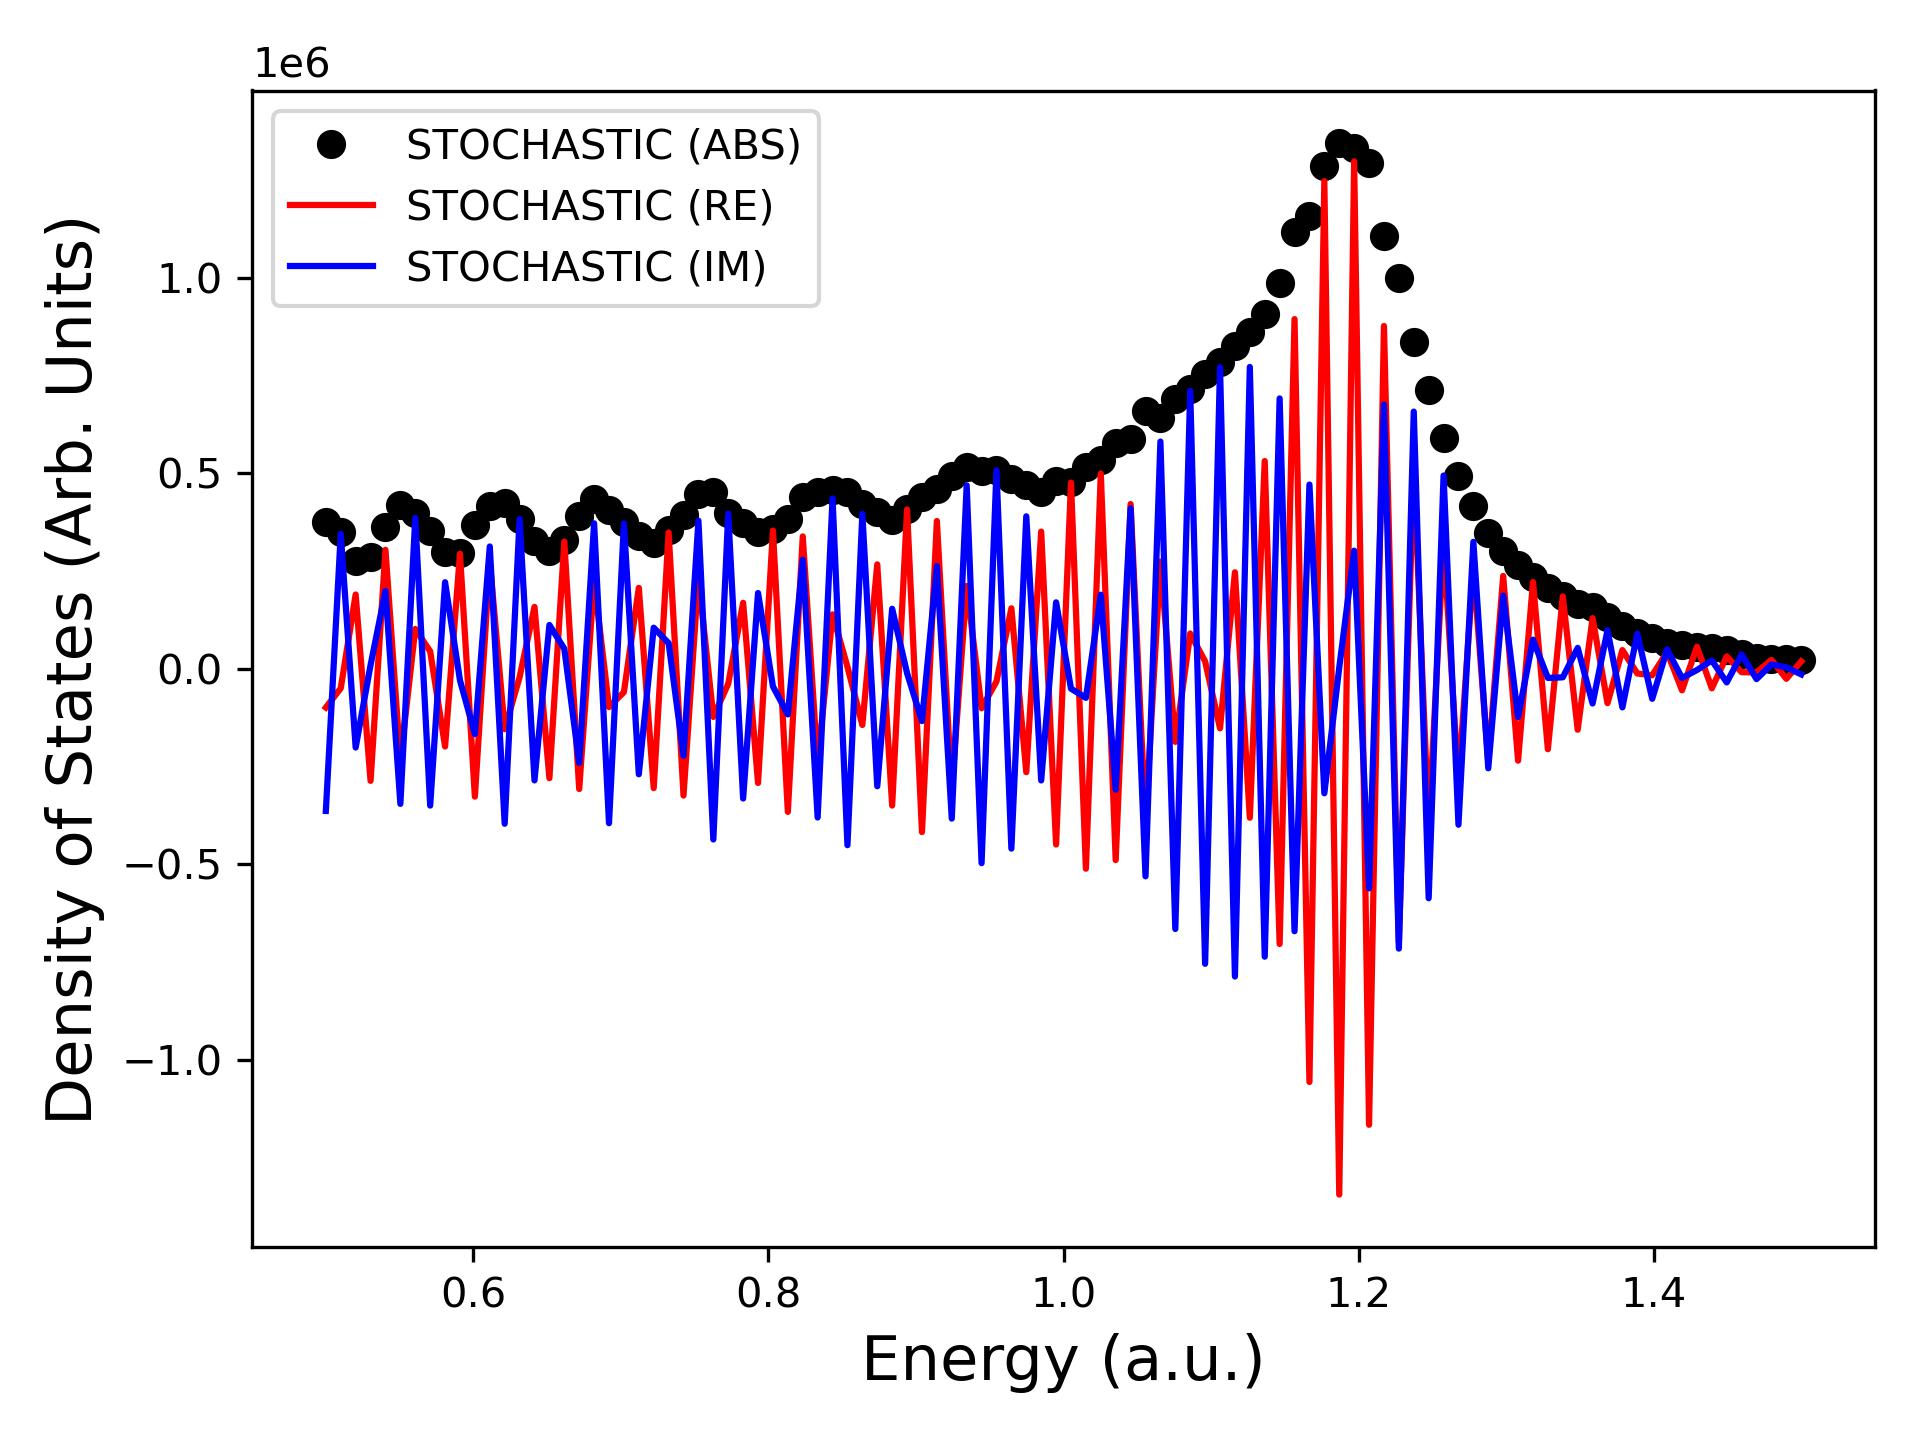 1e6
STOCHASTIC (ABS)
STOCHASTIC (RE)
STOCHASTIC (IM)
Density of States (Arb. Units)
1.0
0.5
0.0
−0.5
−1.0
0.6 0.8 1.0 1.2 1.4
Energy (a.u.)